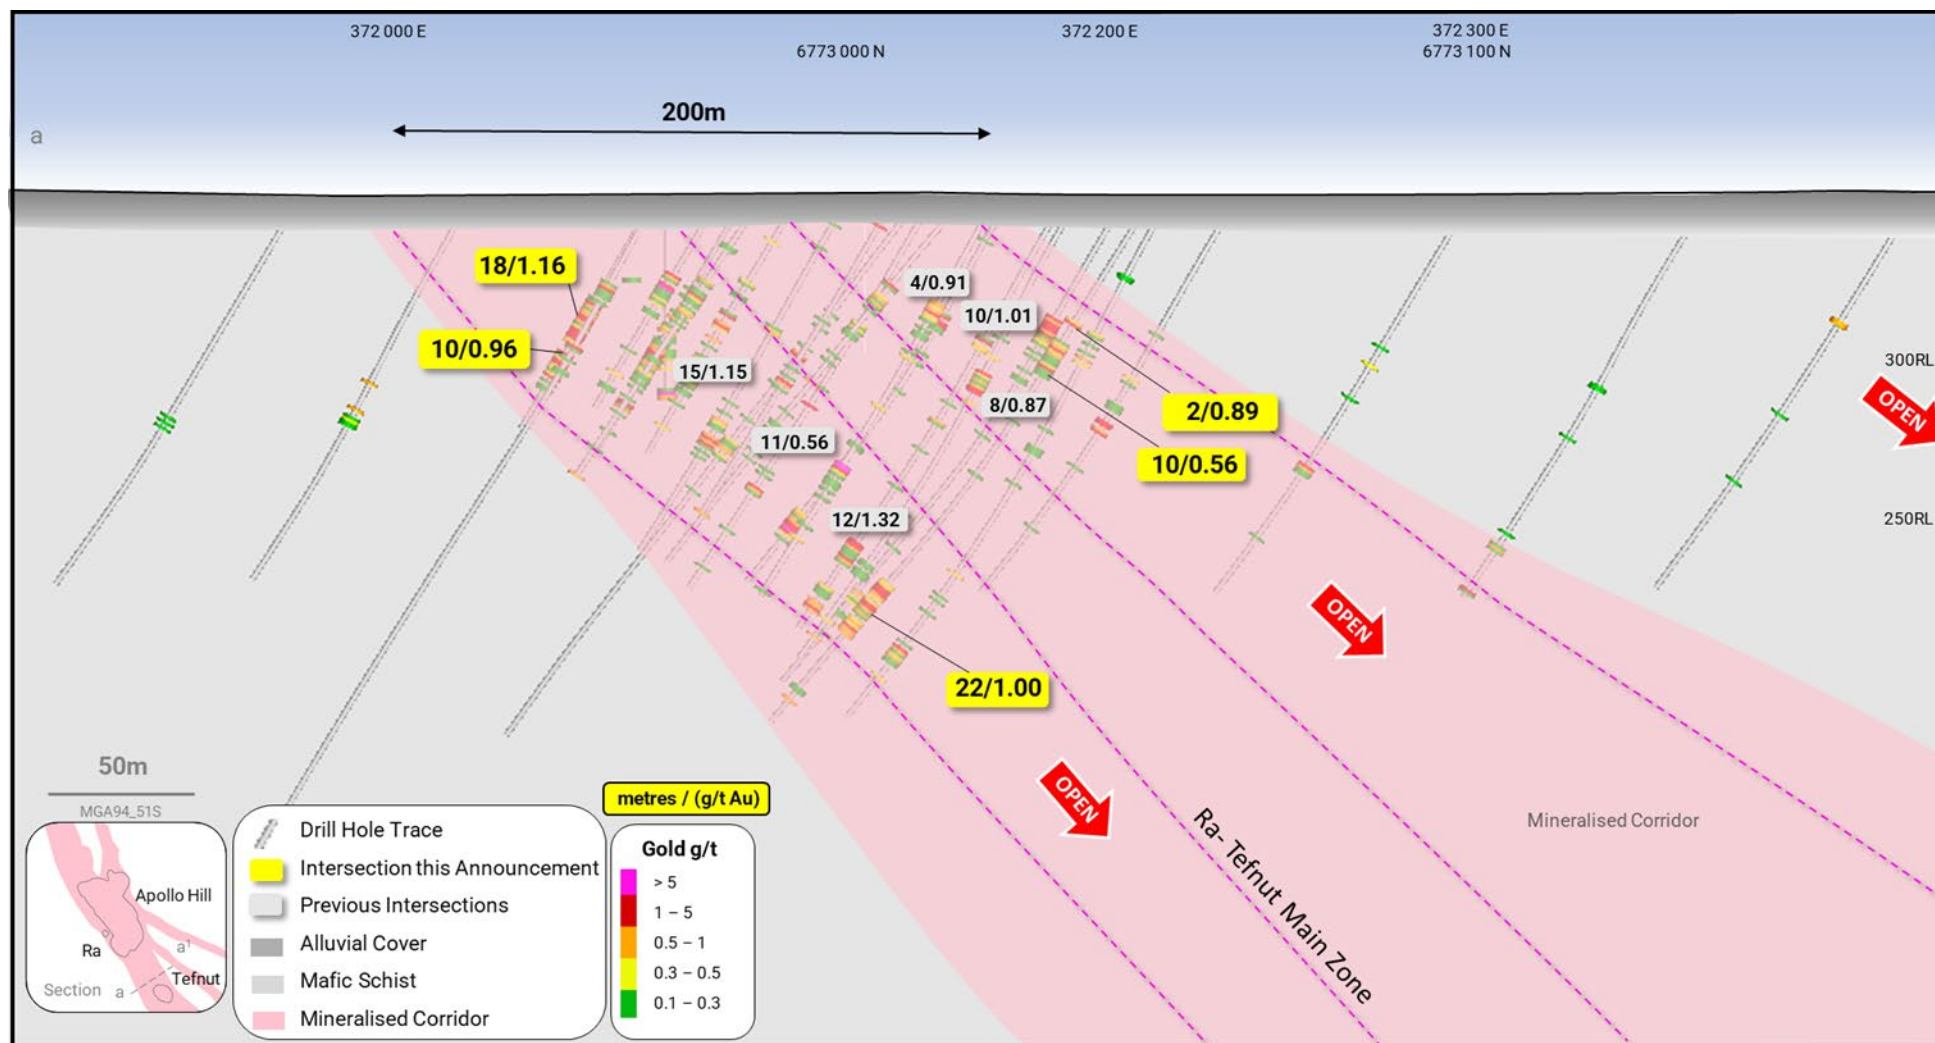 372 000 E
6773 000 N
372 200 E
372 300 E
6773 100 N
200m
a
18/1.16
10/0.96
4/0.91
10/1.01
15/1.15
8/0.87
2/0.89
11/0.56
10/0.56
12/1.32
22/1.00
300RL
250RL
OPEN
OPEN
OPEN
Ra- Tefnut Main Zone
Mineralised Corridor
50m
MGA94_51S
Apollo Hill
Ra
a¹
Tefnut
Section a
Drill Hole Trace
Intersection this Announcement
Previous Intersections
Alluvial Cover
Mafic Schist
Mineralised Corridor
metres / (g/t Au)
Gold g/t
> 5
1 – 5
0.5 – 1
0.3 – 0.5
0.1 – 0.3